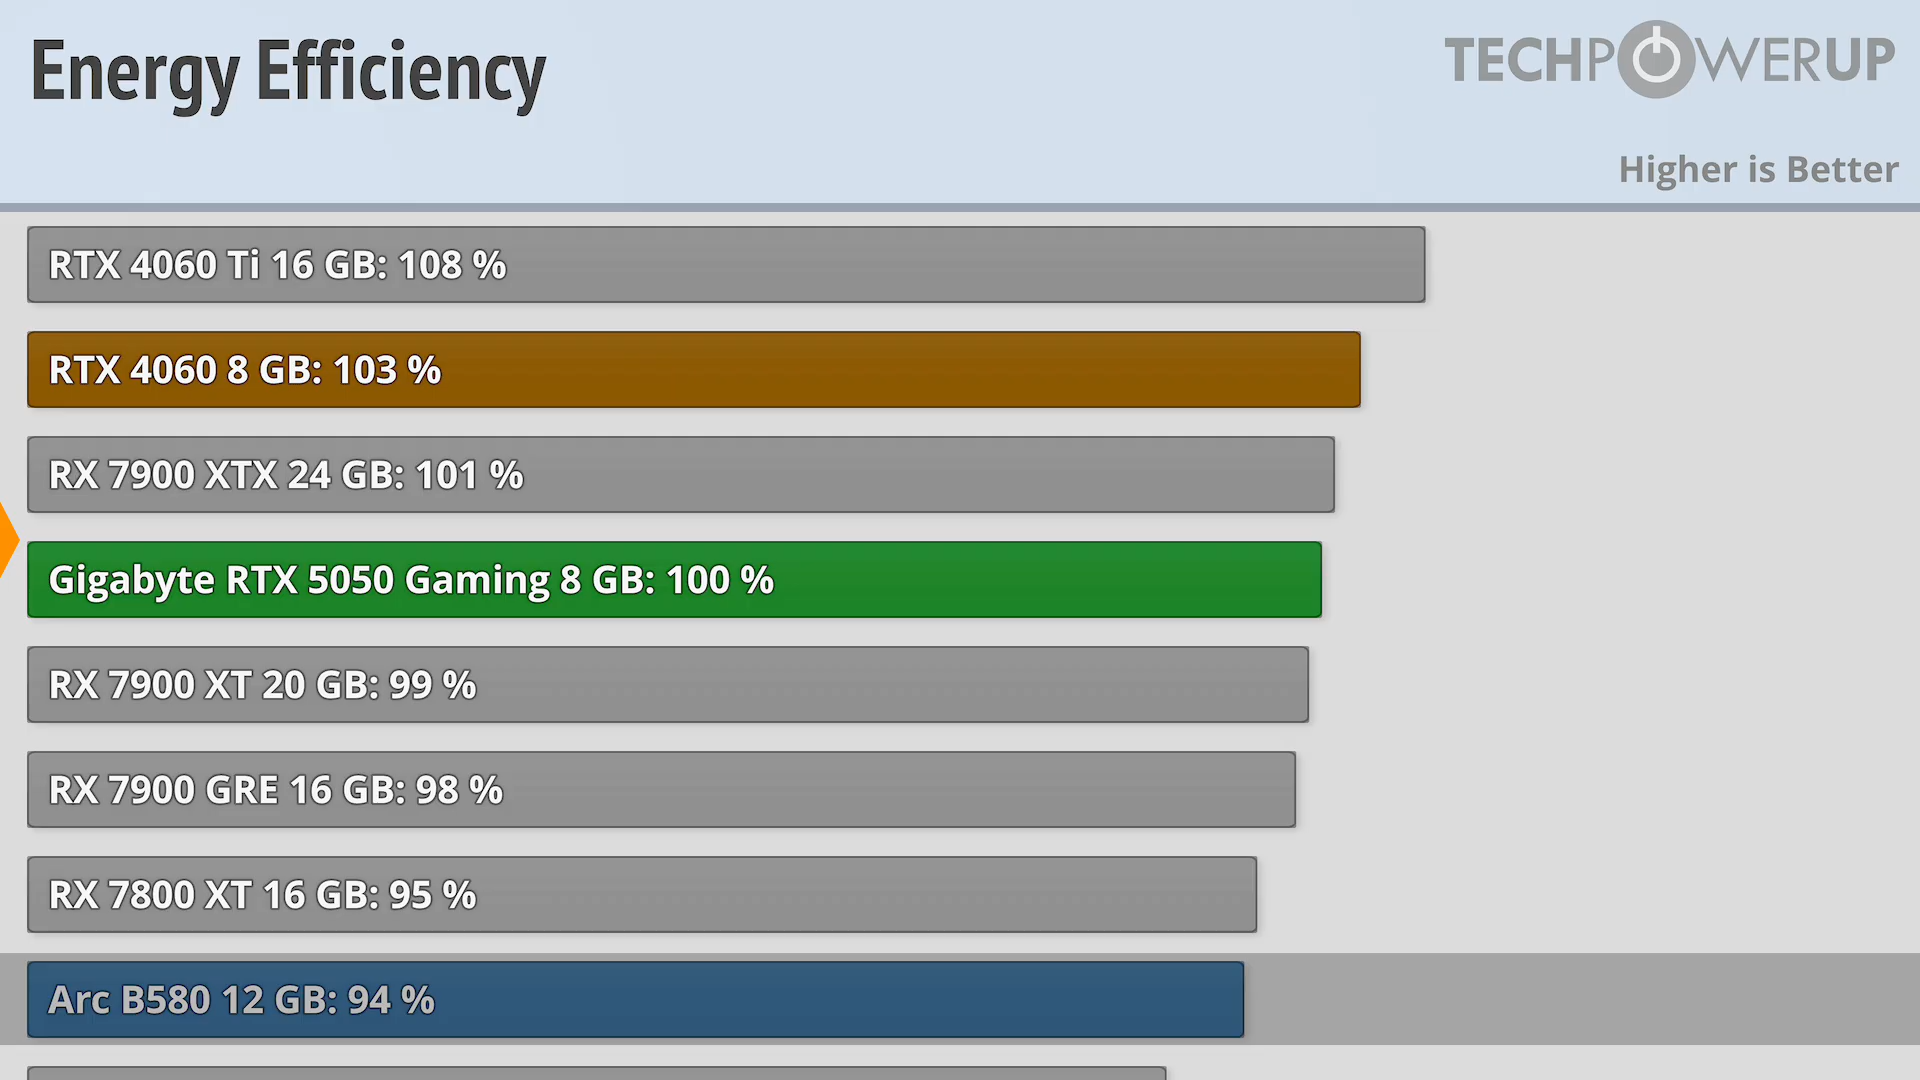 Energy Efficiency
TECHPOWERUP
Higher is Better
RTX 4060 Ti 16 GB: 108 %
RTX 4060 8 GB: 103 %
RX 7900 XTX 24 GB: 101 %
Gigabyte RTX 5050 Gaming 8 GB: 100 %
RX 7900 XT 20 GB: 99 %
RX 7900 GRE 16 GB: 98 %
RX 7800 XT 16 GB: 95 %
Arc B580 12 GB: 94 %